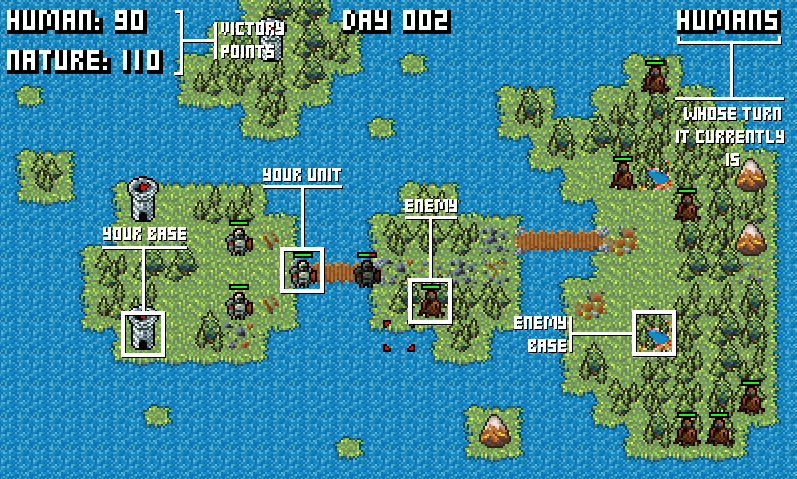 HUMAN: 90
NATURE: 110
VICTORY
POINTS
DAY 002
HUMANS
WHOSE TURN
IT CURRENTLY
IS
YOUR UNIT
ENEMY
YOUR BASE
ENEMY
BASE